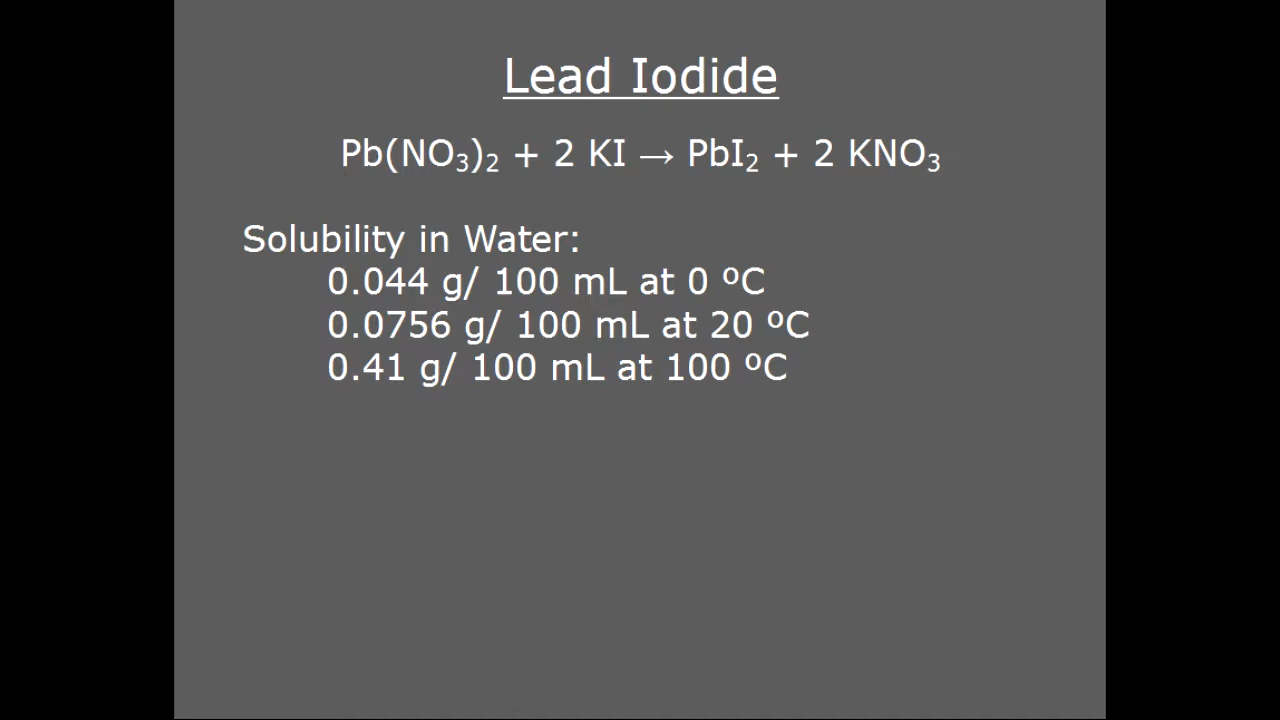 Lead Iodide
Pb(NO₃)₂ + 2 KI → PbI₂ + 2 KNO₃
Solubility in Water:
0.044 g/ 100 mL at 0 ºC
0.0756 g/ 100 mL at 20 ºC
0.41 g/ 100 mL at 100 ºC